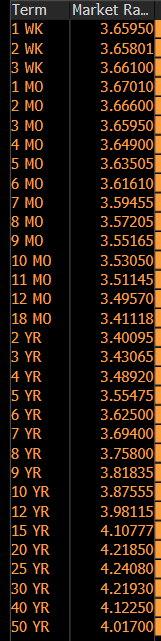 Term Market Ra...
1 WK 3.65950
2 WK 3.65801
3 WK 3.66100
1 MO 3.67010
2 MO 3.66600
3 MO 3.65950
4 MO 3.64900
5 MO 3.63505
6 MO 3.61610
7 MO 3.59455
8 MO 3.57205
9 MO 3.55165
10 MO 3.53050
11 MO 3.51145
12 MO 3.49570
18 MO 3.41118
2 YR 3.40095
3 YR 3.43065
4 YR 3.48920
5 YR 3.55475
6 YR 3.62500
7 YR 3.69400
8 YR 3.75800
9 YR 3.81835
10 YR 3.87555
12 YR 3.98115
15 YR 4.10777
20 YR 4.21850
25 YR 4.24080
30 YR 4.21930
40 YR 4.12250
50 YR 4.01700